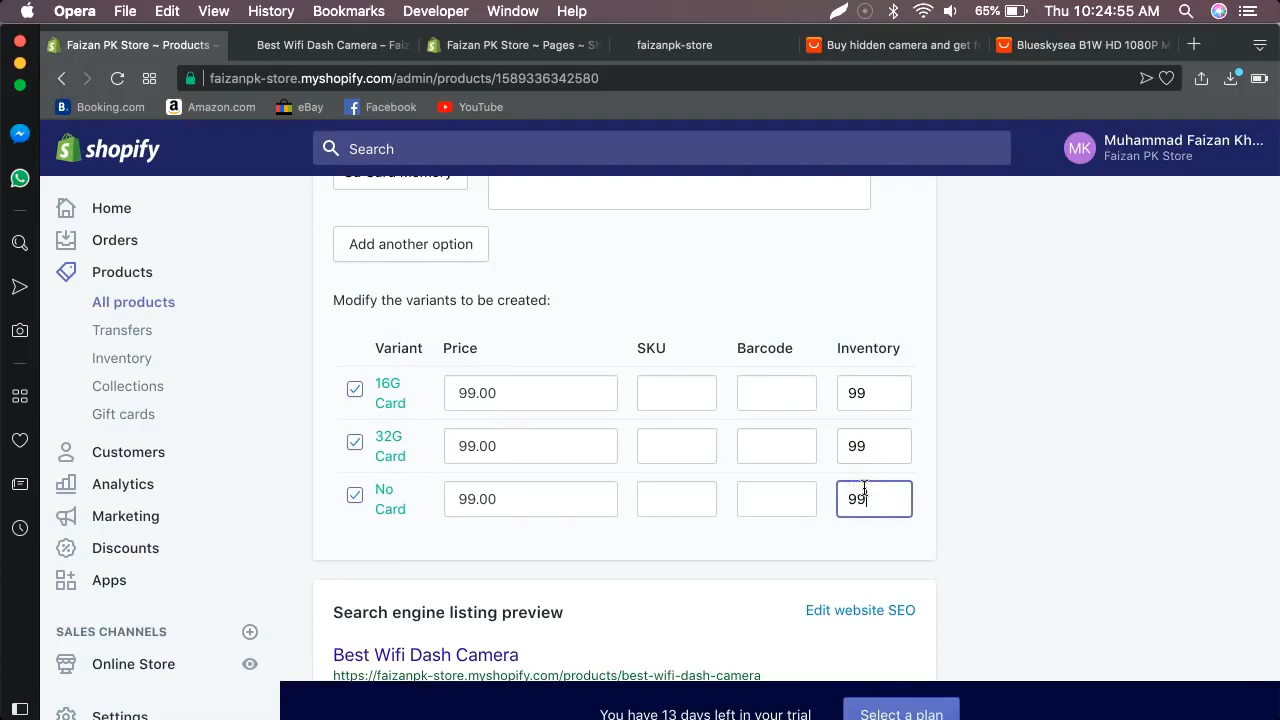 Opera File Edit View History Bookmarks Developer Window Help 65% Thu 10:24:55 AM
Faizan PK Store ~ Products ~ Best Wifi Dash Camera – Faiz Faizan PK Store ~ Pages ~ Sh faizanpk-store Buy hidden camera and get f Blueskysea B1W HD 1080P M
faizanpk-store.myshopify.com/admin/products/1589336342580
Booking.com Amazon.com eBay Facebook YouTube
shopify Search MK Muhammad Faizan Kh...
Faizan PK Store
Home
Orders
Products
All products
Transfers
Inventory
Collections
Gift cards
Customers
Analytics
Marketing
Discounts
Apps
SALES CHANNELS
Online Store
Settings
Sd Card Memory
Add another option
Modify the variants to be created:
Variant Price SKU Barcode Inventory
16G Card 99.00 99
32G Card 99.00 99
No Card 99.00 99
Search engine listing preview Edit website SEO
Best Wifi Dash Camera
https://faizanpk-store.myshopify.com/products/best-wifi-dash-camera
You have 13 days left in your trial Select a plan